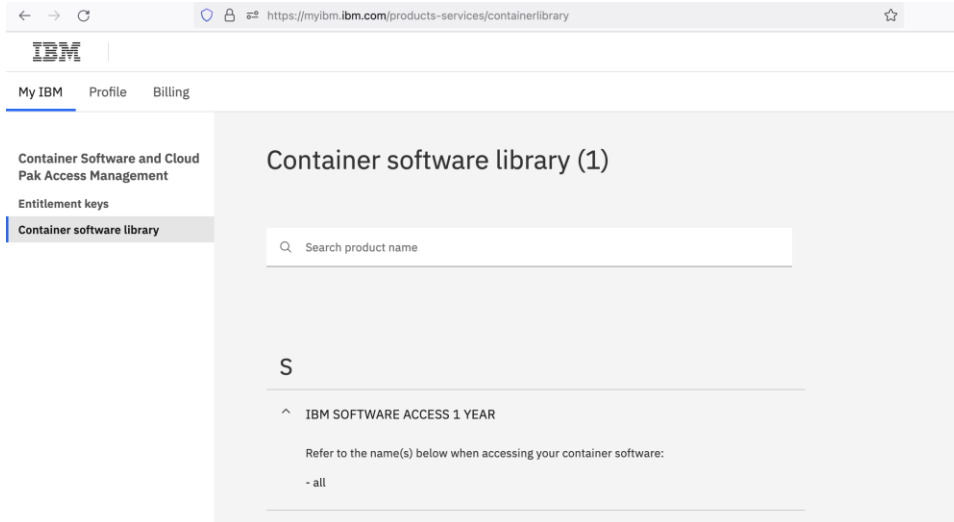 https://myibm.ibm.com/products-services/containerlibrary
IBM
My IBM Profile Billing
Container Software and Cloud
Pak Access Management
Entitlement keys
Container software library
Container software library (1)
Search product name
S
IBM SOFTWARE ACCESS 1 YEAR
Refer to the name(s) below when accessing your container software:
- all